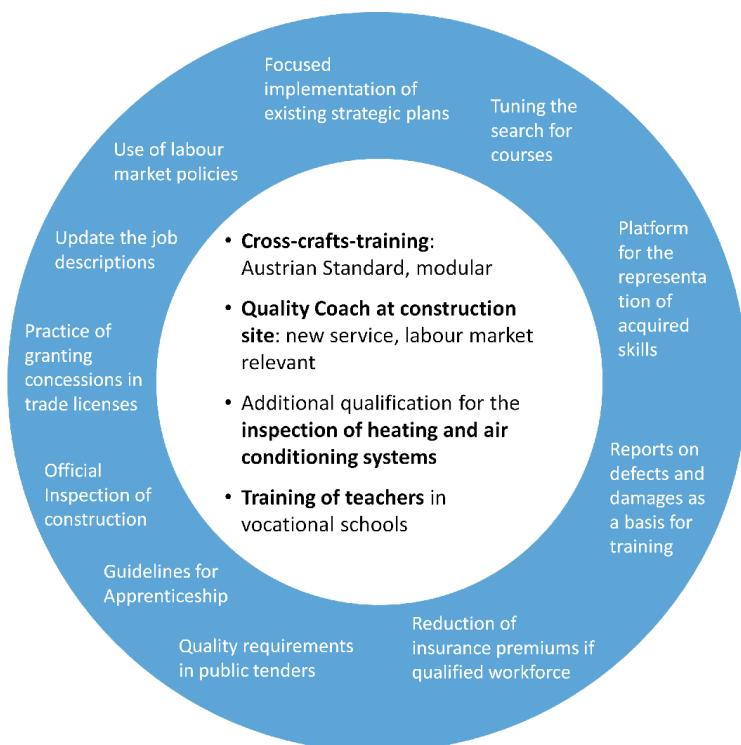 Focused
implementation of
existing strategic plans
Tuning the
search for
courses
Platform
for the
representa
tion of
acquired
skills
Reports on
defects and
damages as
a basis for
training
Reduction of
insurance premiums if
qualified workforce
Quality requirements
in public tenders
Guidelines for
Apprenticeship
Official
Inspection of
construction
Practice of
granting
concessions in
trade licenses
Update the job
descriptions
Use of labour
market policies
• Cross-crafts-training:
Austrian Standard, modular
• Quality Coach at construction
site: new service, labour market
relevant
• Additional qualification for the
inspection of heating and air
conditioning systems
• Training of teachers in
vocational schools